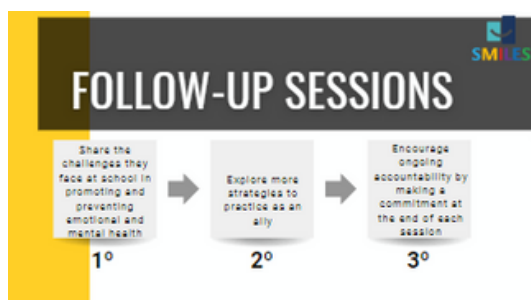 SMILES
FOLLOW-UP SESSIONS
Share the
challenges they
face at school in
promoting and
preventing
emotional and
mental health
Explore more
strategies to
practice as an
ally
Encourage
ongoing
accountability by
making a
commitment at
the end of each
session
1º
2º
3º